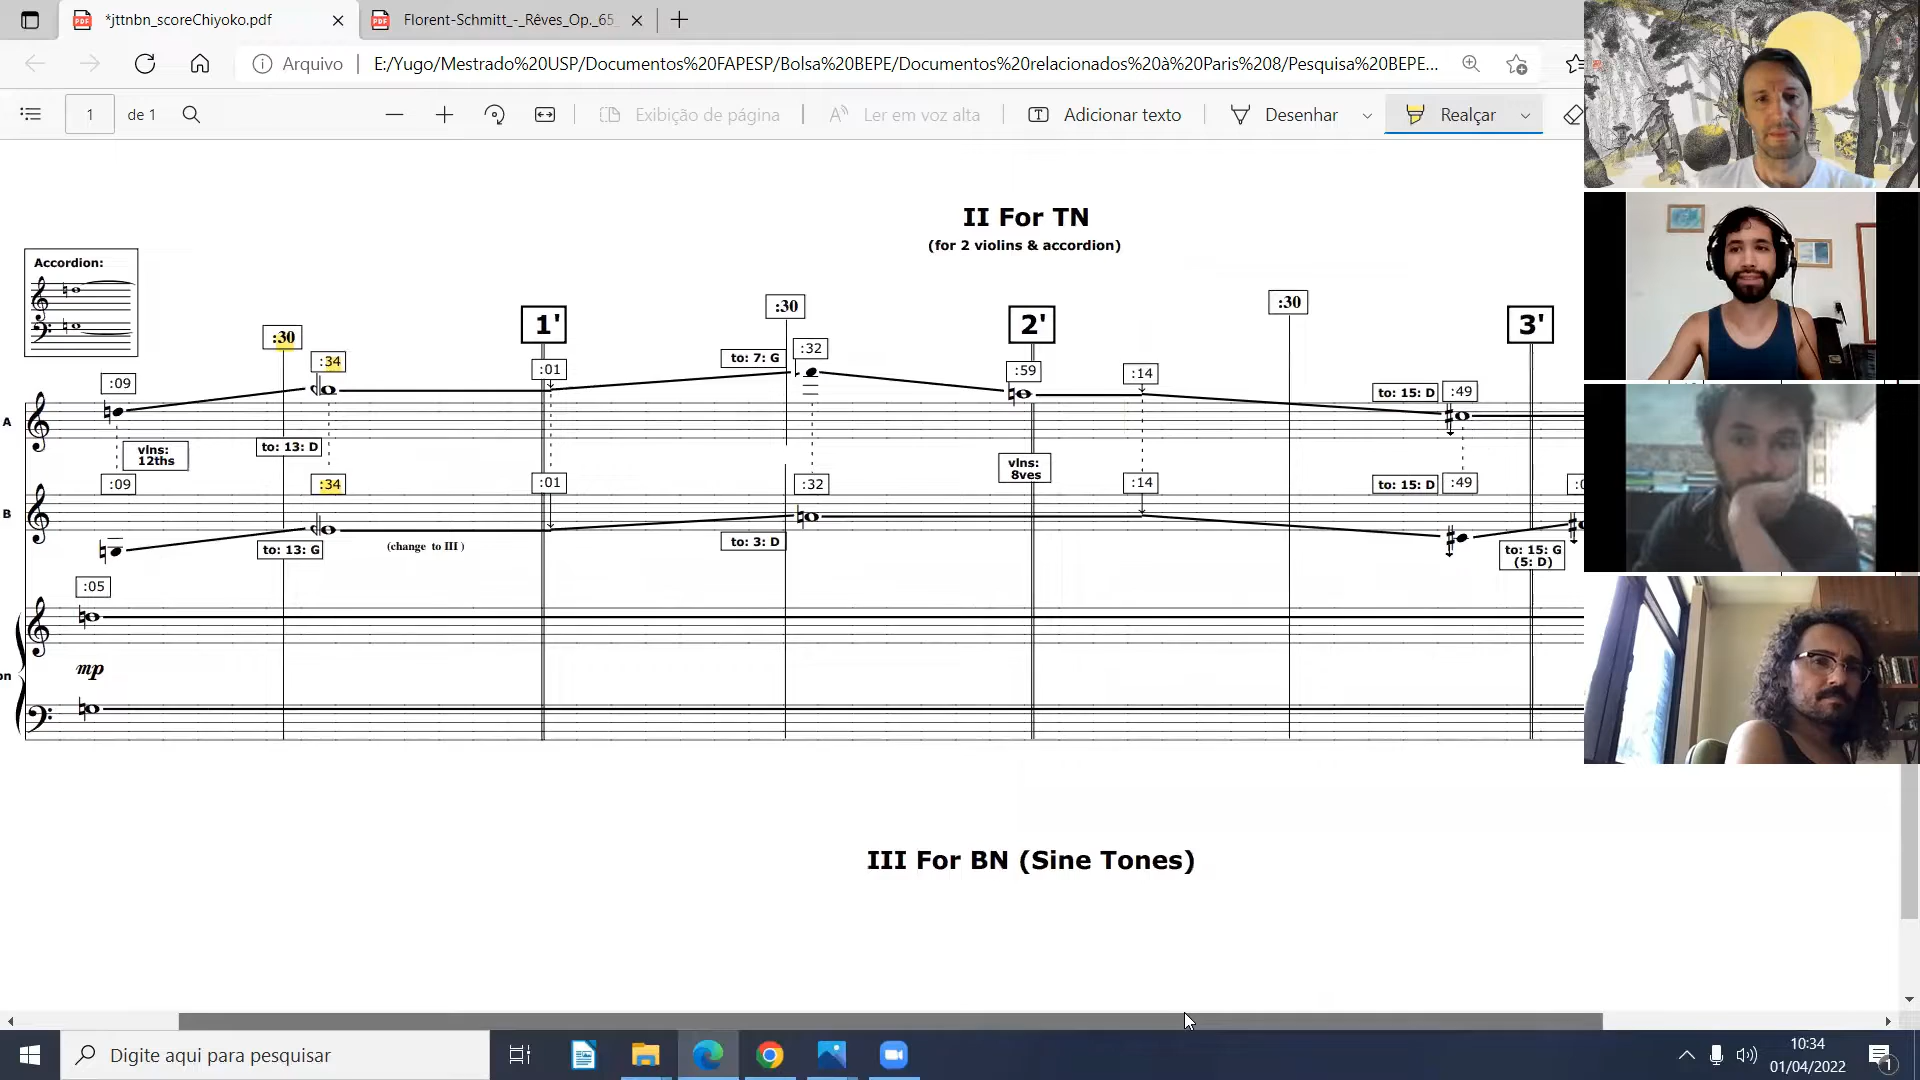 *jttnbn_scoreChiyoko.pdf
Florent-Schmitt_-_Rêves_Op._65_
Arquivo
E:/Yugo/Mestrado%20USP/Documentos%20FAPESP/Bolsa%20BEPE/Documentos%20relacionados%20à%20Paris%208/Pesquisa%20BEPE...
1 de 1
Exibição de página
Ler em voz alta
Adicionar texto
Desenhar
Realçar
II For TN
(for 2 violins & accordion)
Accordion:
:30
1'
:30
2'
:30
3'
:09
:34
:01
to: 7: G
:32
:59
:14
to: 15: D
:49
A
vlns:
12ths
to: 13: D
vlns:
8ves
:09
:34
:01
:32
:14
to: 15: D
:49
B
to: 13: G
(change to III )
to: 3: D
to: 15: G
(5: D)
:05
mp
on
III For BN (Sine Tones)
Digite aqui para pesquisar
10:34
01/04/2022
1